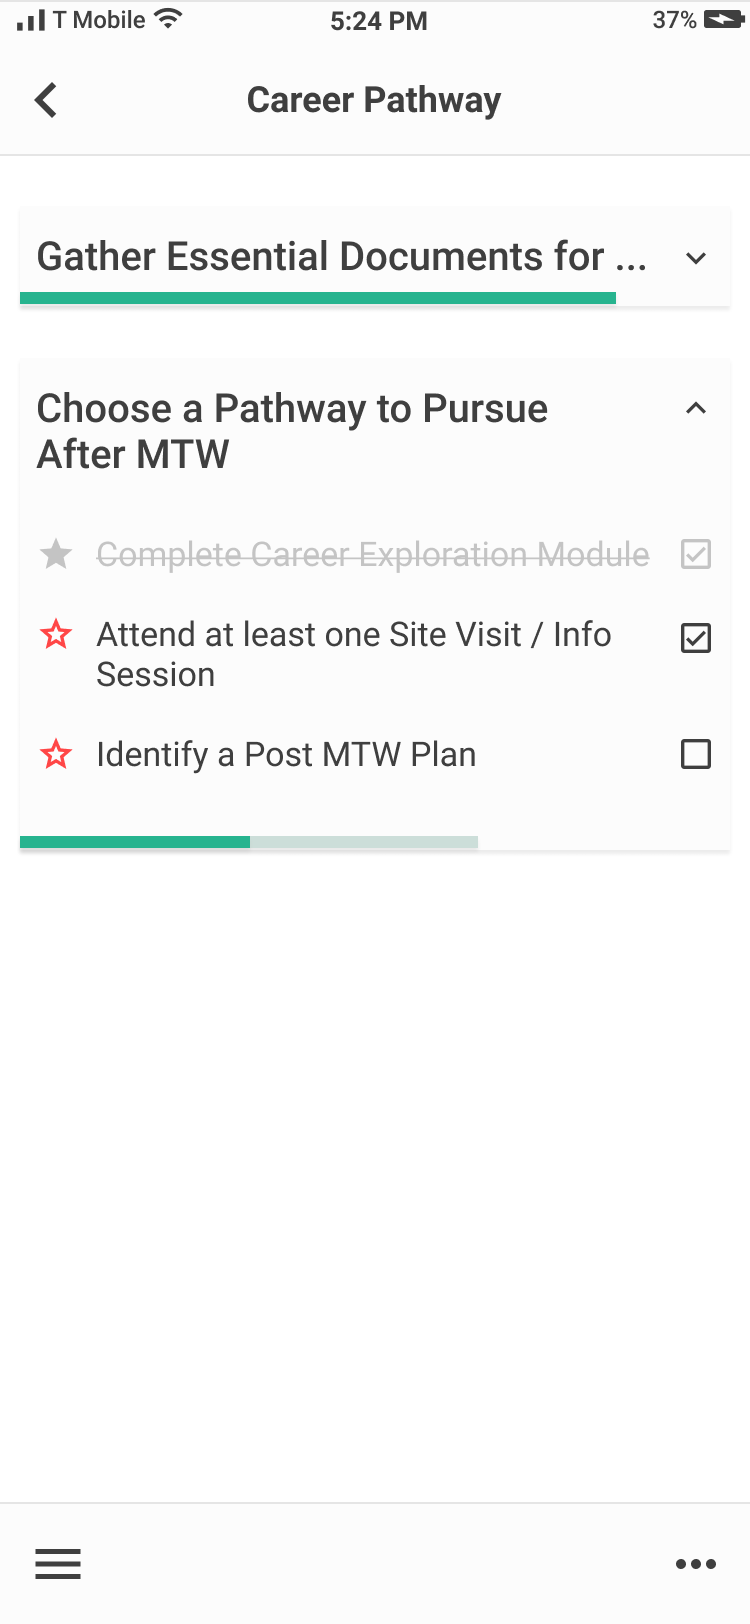 T Mobile 5:24 PM 37%
Career Pathway
Gather Essential Documents for ...
Choose a Pathway to Pursue
After MTW
Complete Career Exploration Module
Attend at least one Site Visit / Info
Session
Identify a Post MTW Plan